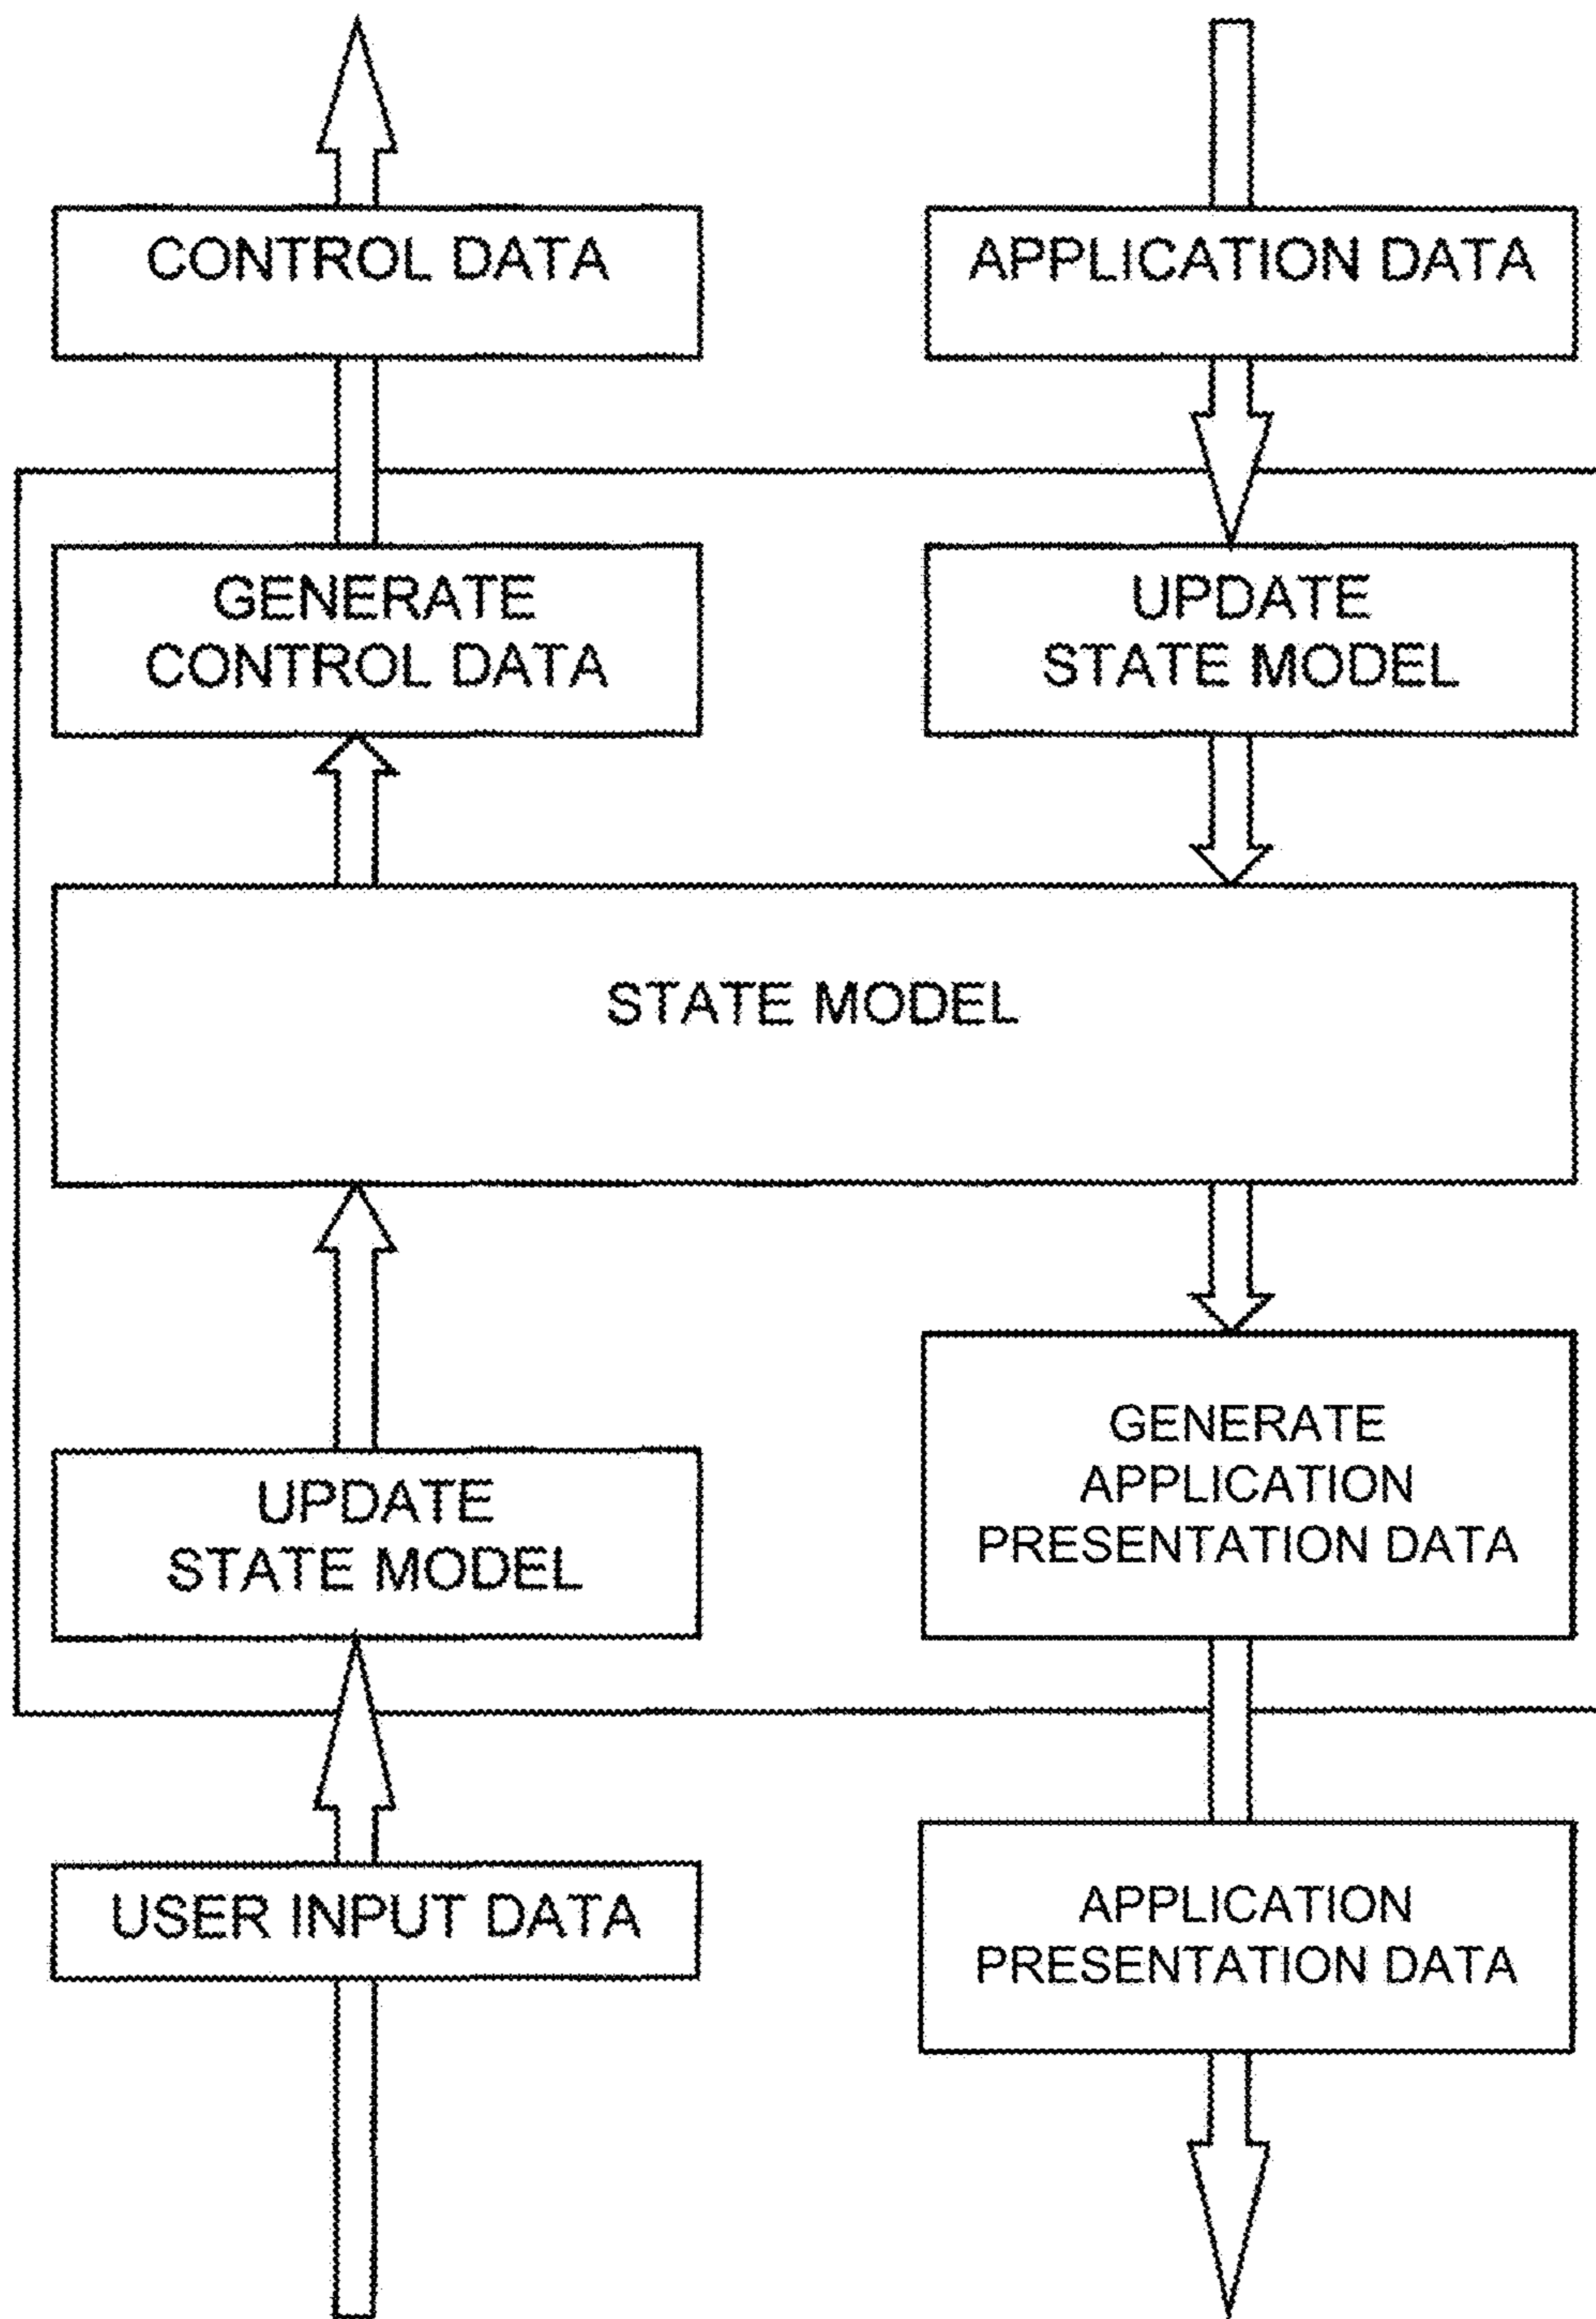 CONTROL DATA
APPLICATION DATA
GENERATE
CONTROL DATA
UPDATE
STATE MODEL
STATE MODEL
GENERATE
APPLICATION
PRESENTATION DATA
UPDATE
STATE MODEL
USER INPUT DATA
APPLICATION
PRESENTATION DATA